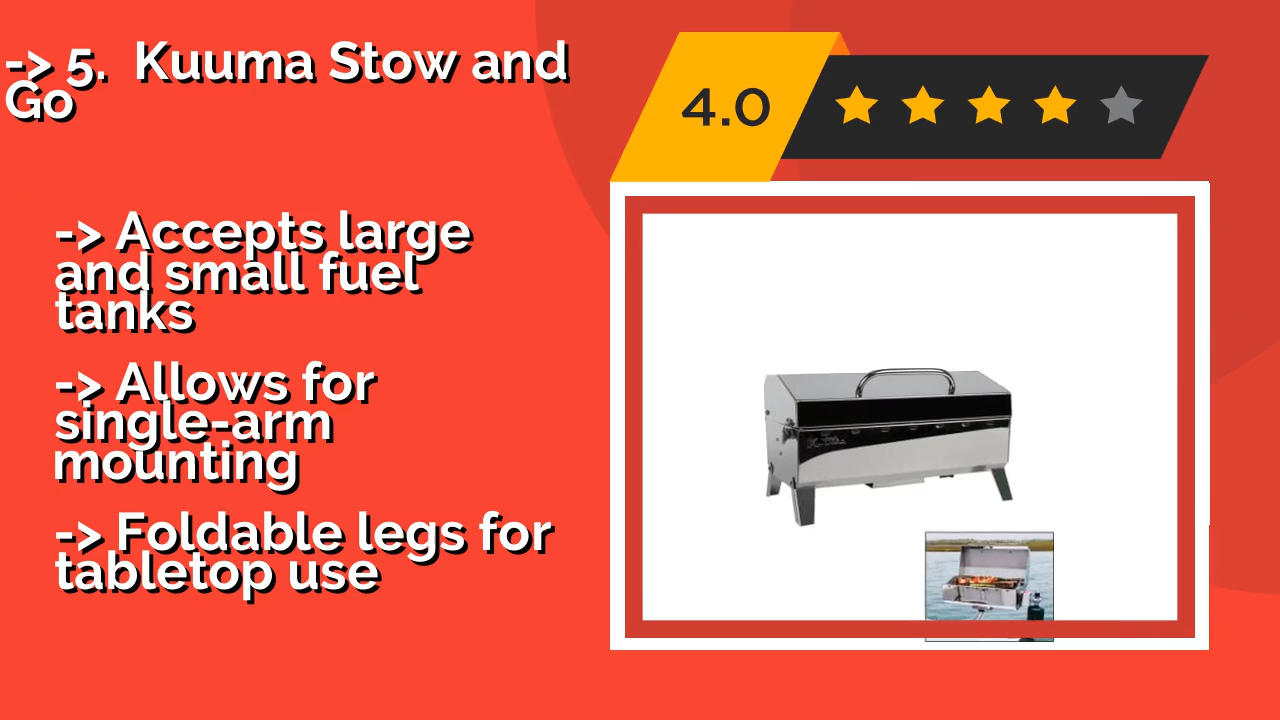 -> 5.  Kuuma Stow and
Go
4.0
-> Accepts large
and small fuel
tanks
-> Allows for
single-arm
mounting
-> Foldable legs for
tabletop use